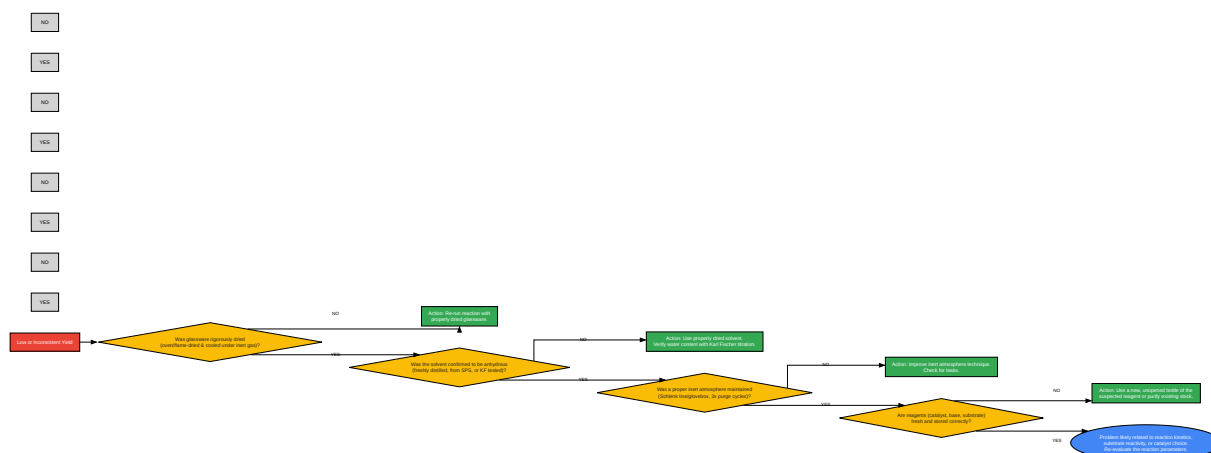 NO
YES
NO
YES
NO
YES
NO
YES
Low or Inconsistent Yield
Was glassware rigorously dried
(oven/flame-dried & cooled under inert gas)?
NO
Action: Re-run reaction with
properly dried glassware.
YES
Was the solvent confirmed to be anhydrous
(freshly distilled, from SPS, or KF tested)?
NO
Action: Use properly dried solvent.
Verify water content with Karl Fischer titration.
YES
Was a proper inert atmosphere maintained
(Schlenk line/glovebox, 3x purge cycles)?
NO
Action: Improve inert atmosphere technique.
Check for leaks.
YES
Are reagents (catalyst, base, substrate)
fresh and stored correctly?
NO
Action: Use a new, unopened bottle of the
suspected reagent or purify existing stock.
YES
Problem likely related to reaction kinetics,
substrate reactivity, or catalyst choice.
Re-evaluate the reaction parameters.